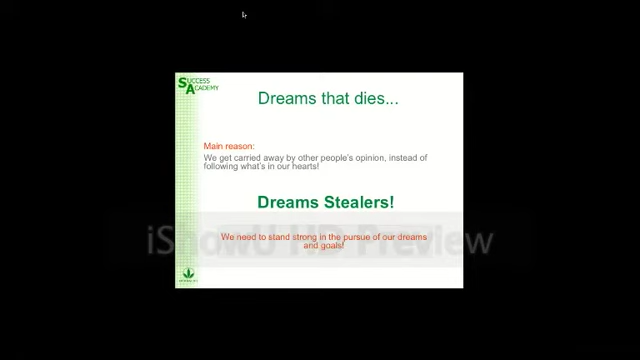 SUCCESS
ACADEMY
Dreams that dies...
Main reason:
We get carried away by other people's opinion, instead of
following what's in our hearts!
Dreams Stealers!
iShowU HD Preview
We need to stand strong in the pursue of our dreams
and goals!